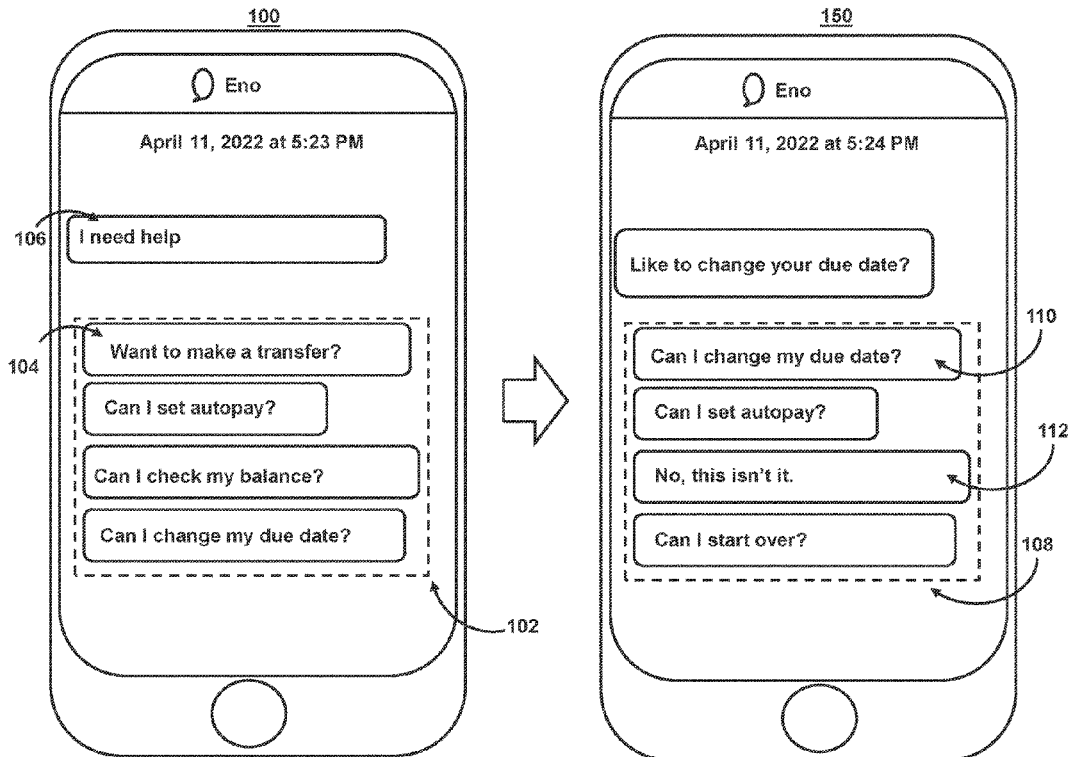 100
Eno
April 11, 2022 at 5:23 PM
106
I need help
104
Want to make a transfer?
Can I set autopay?
Can I check my balance?
Can I change my due date?
102
150
Eno
April 11, 2022 at 5:24 PM
Like to change your due date?
110
Can I change my due date?
Can I set autopay?
112
No, this isn't it.
Can I start over?
108